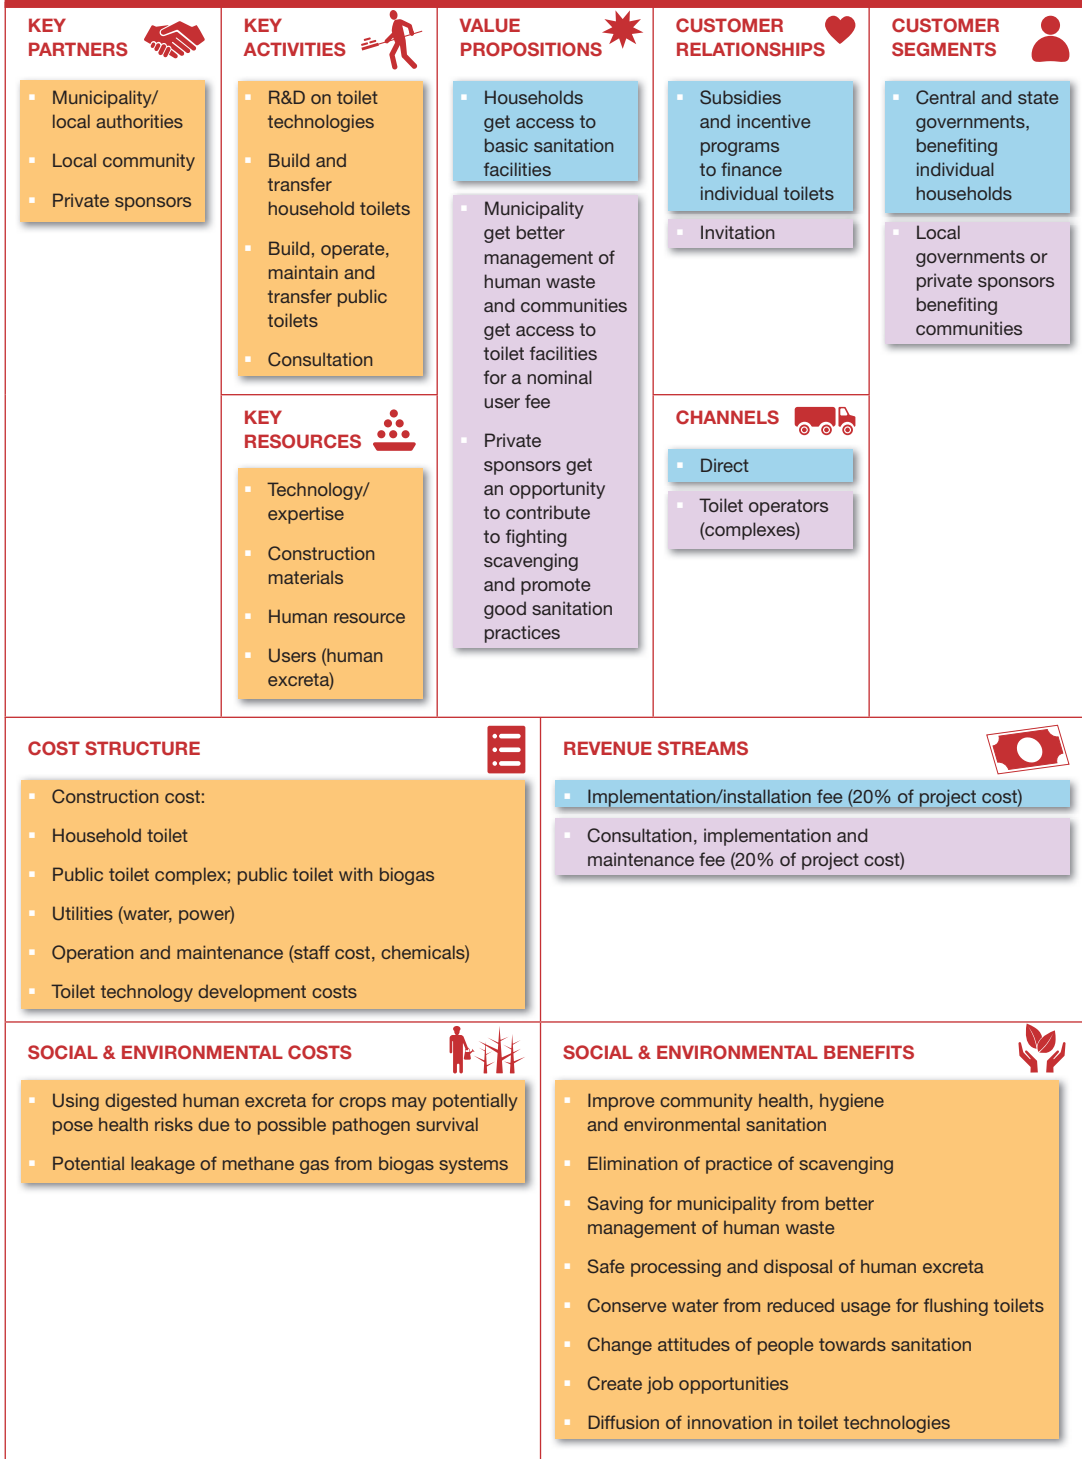 KEY
PARTNERS
Municipality/
local authorities
Local community
Private sponsors
KEY
ACTIVITIES
R&D on toilet
technologies
Build and
transfer
household toilets
Build, operate,
maintain and
transfer public
toilets
Consultation
KEY
RESOURCES
Technology/
expertise
Construction
materials
Human resource
Users (human
excreta)
VALUE
PROPOSITIONS
Households
get access to
basic sanitation
facilities
Municipality
get better
management of
human waste
and communities
get access to
toilet facilities
for a nominal
user fee
Private
sponsors get
an opportunity
to contribute
to fighting
scavenging
and promote
good sanitation
practices
CUSTOMER
RELATIONSHIPS
Subsidies
and incentive
programs
to finance
individual toilets
Invitation
CHANNELS
Direct
Toilet operators
(complexes)
CUSTOMER
SEGMENTS
Central and state
governments,
benefiting
individual
households
Local
governments or
private sponsors
benefiting
communities
COST STRUCTURE
Construction cost:
Household toilet
Public toilet complex; public toilet with biogas
Utilities (water, power)
Operation and maintenance (staff cost, chemicals)
Toilet technology development costs
REVENUE STREAMS
Implementation/installation fee (20% of project cost)
Consultation, implementation and
maintenance fee (20% of project cost)
SOCIAL & ENVIRONMENTAL COSTS
Using digested human excreta for crops may potentially
pose health risks due to possible pathogen survival
Potential leakage of methane gas from biogas systems
SOCIAL & ENVIRONMENTAL BENEFITS
Improve community health, hygiene
and environmental sanitation
Elimination of practice of scavenging
Saving for municipality from better
management of human waste
Safe processing and disposal of human excreta
Conserve water from reduced usage for flushing toilets
Change attitudes of people towards sanitation
Create job opportunities
Diffusion of innovation in toilet technologies